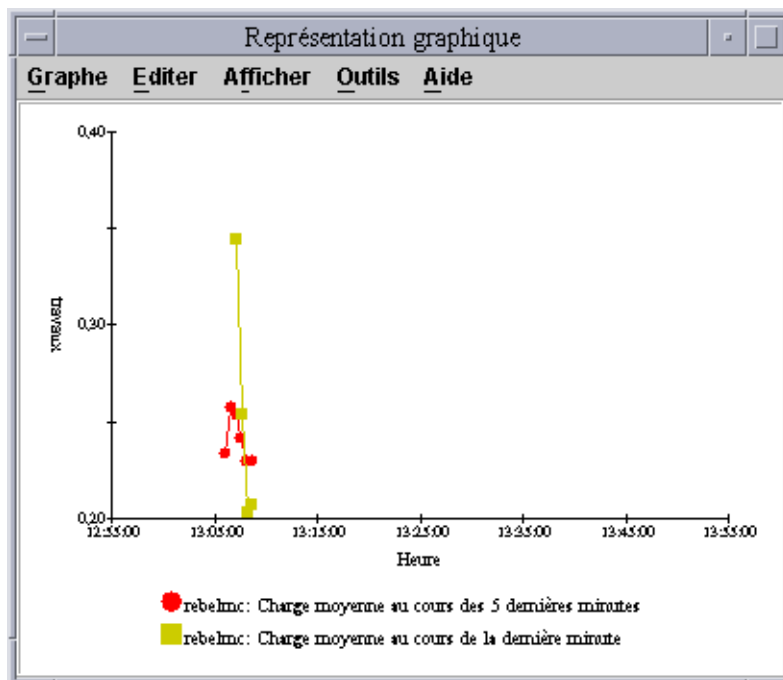 Représentation graphique
Graphe Editer Afficher Outils Aide
0,40
travaux
0,30
0,20
12:55:00 13:05:00 13:15:00 13:25:00 13:35:00 13:45:00 13:55:00
Heure
rebelmc: Charge moyenne au cours des 5 dernières minutes
rebelmc: Charge moyenne au cours de la dernière minute